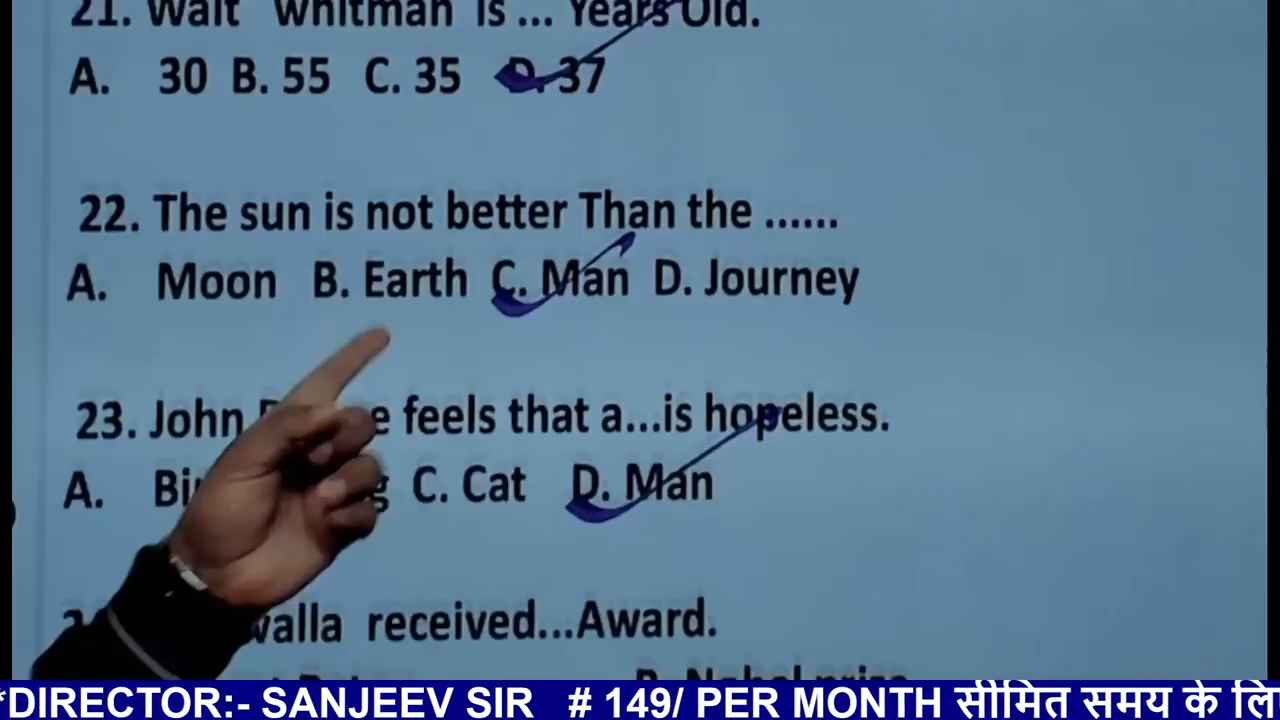 21. Walt Whitman is ... Years Old.
A. 30 B. 55 C. 35 D. 37
22. The sun is not better Than the ......
A. Moon B. Earth C. Man D. Journey
23. John feels that a...is hopeless.
A. C. Cat D. Man
received...Award.
B. Nobel prize
*DIRECTOR:- SANJEEV SIR # 149/ PER MONTH सीमित समय के लि